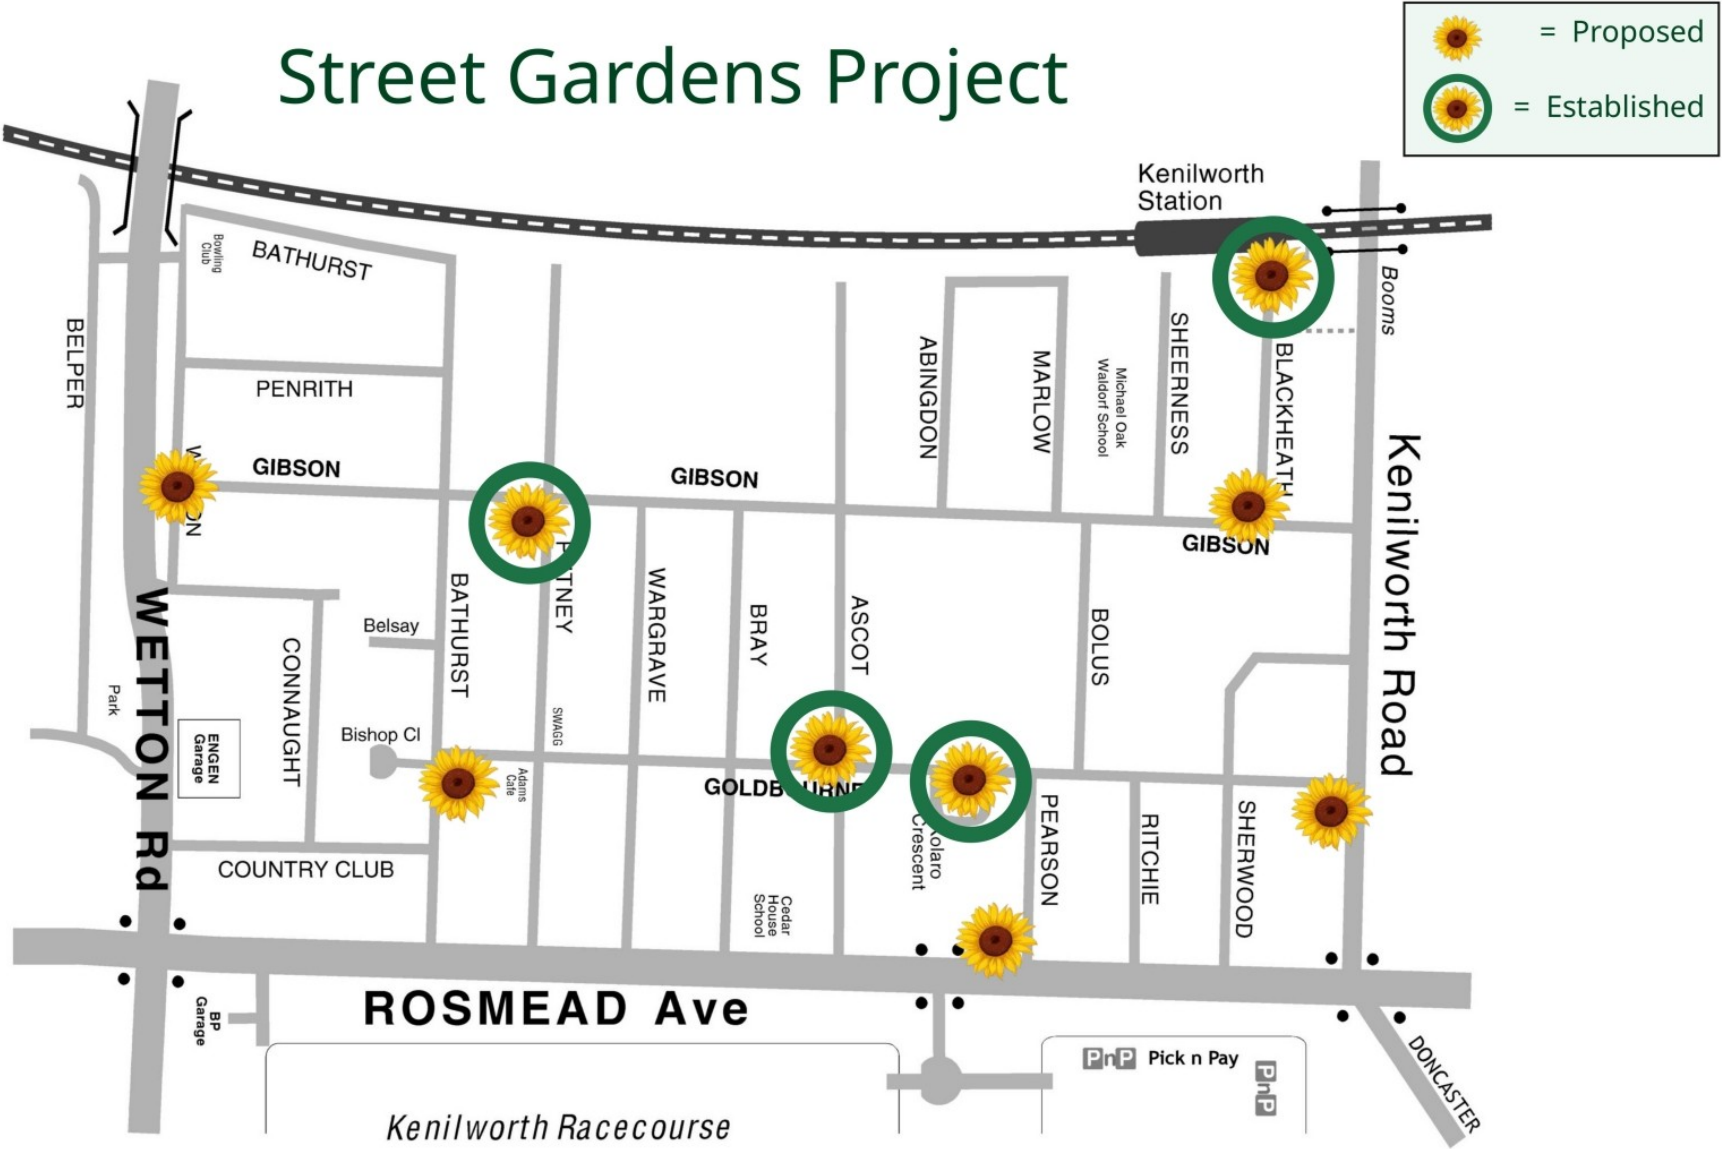 Street Gardens Project
= Proposed
= Established
Kenilworth
Station
Booms
Bowling
Club
BATHURST
BELPER
PENRITH
GIBSON
GIBSON
ABINGDON
MARLOW
Michael Oak
Waldorf School
SHEERNESS
BLACKHEATH
GIBSON
Kenilworth Road
WETTON Rd
Park
ENGEN
Garage
CONNAUGHT
Belsay
BATHURST
Bishop Cl
SWAGG
Adams
Cafe
WARGRAVE
BRAY
ASCOT
BOLUS
Kolaro
Crescent
PEARSON
RITCHIE
SHERWOOD
COUNTRY CLUB
Cedar
House
School
ROSMEAD Ave
BP
Garage
PnP Pick n Pay
PnP
DONCASTER
Kenilworth Racecourse